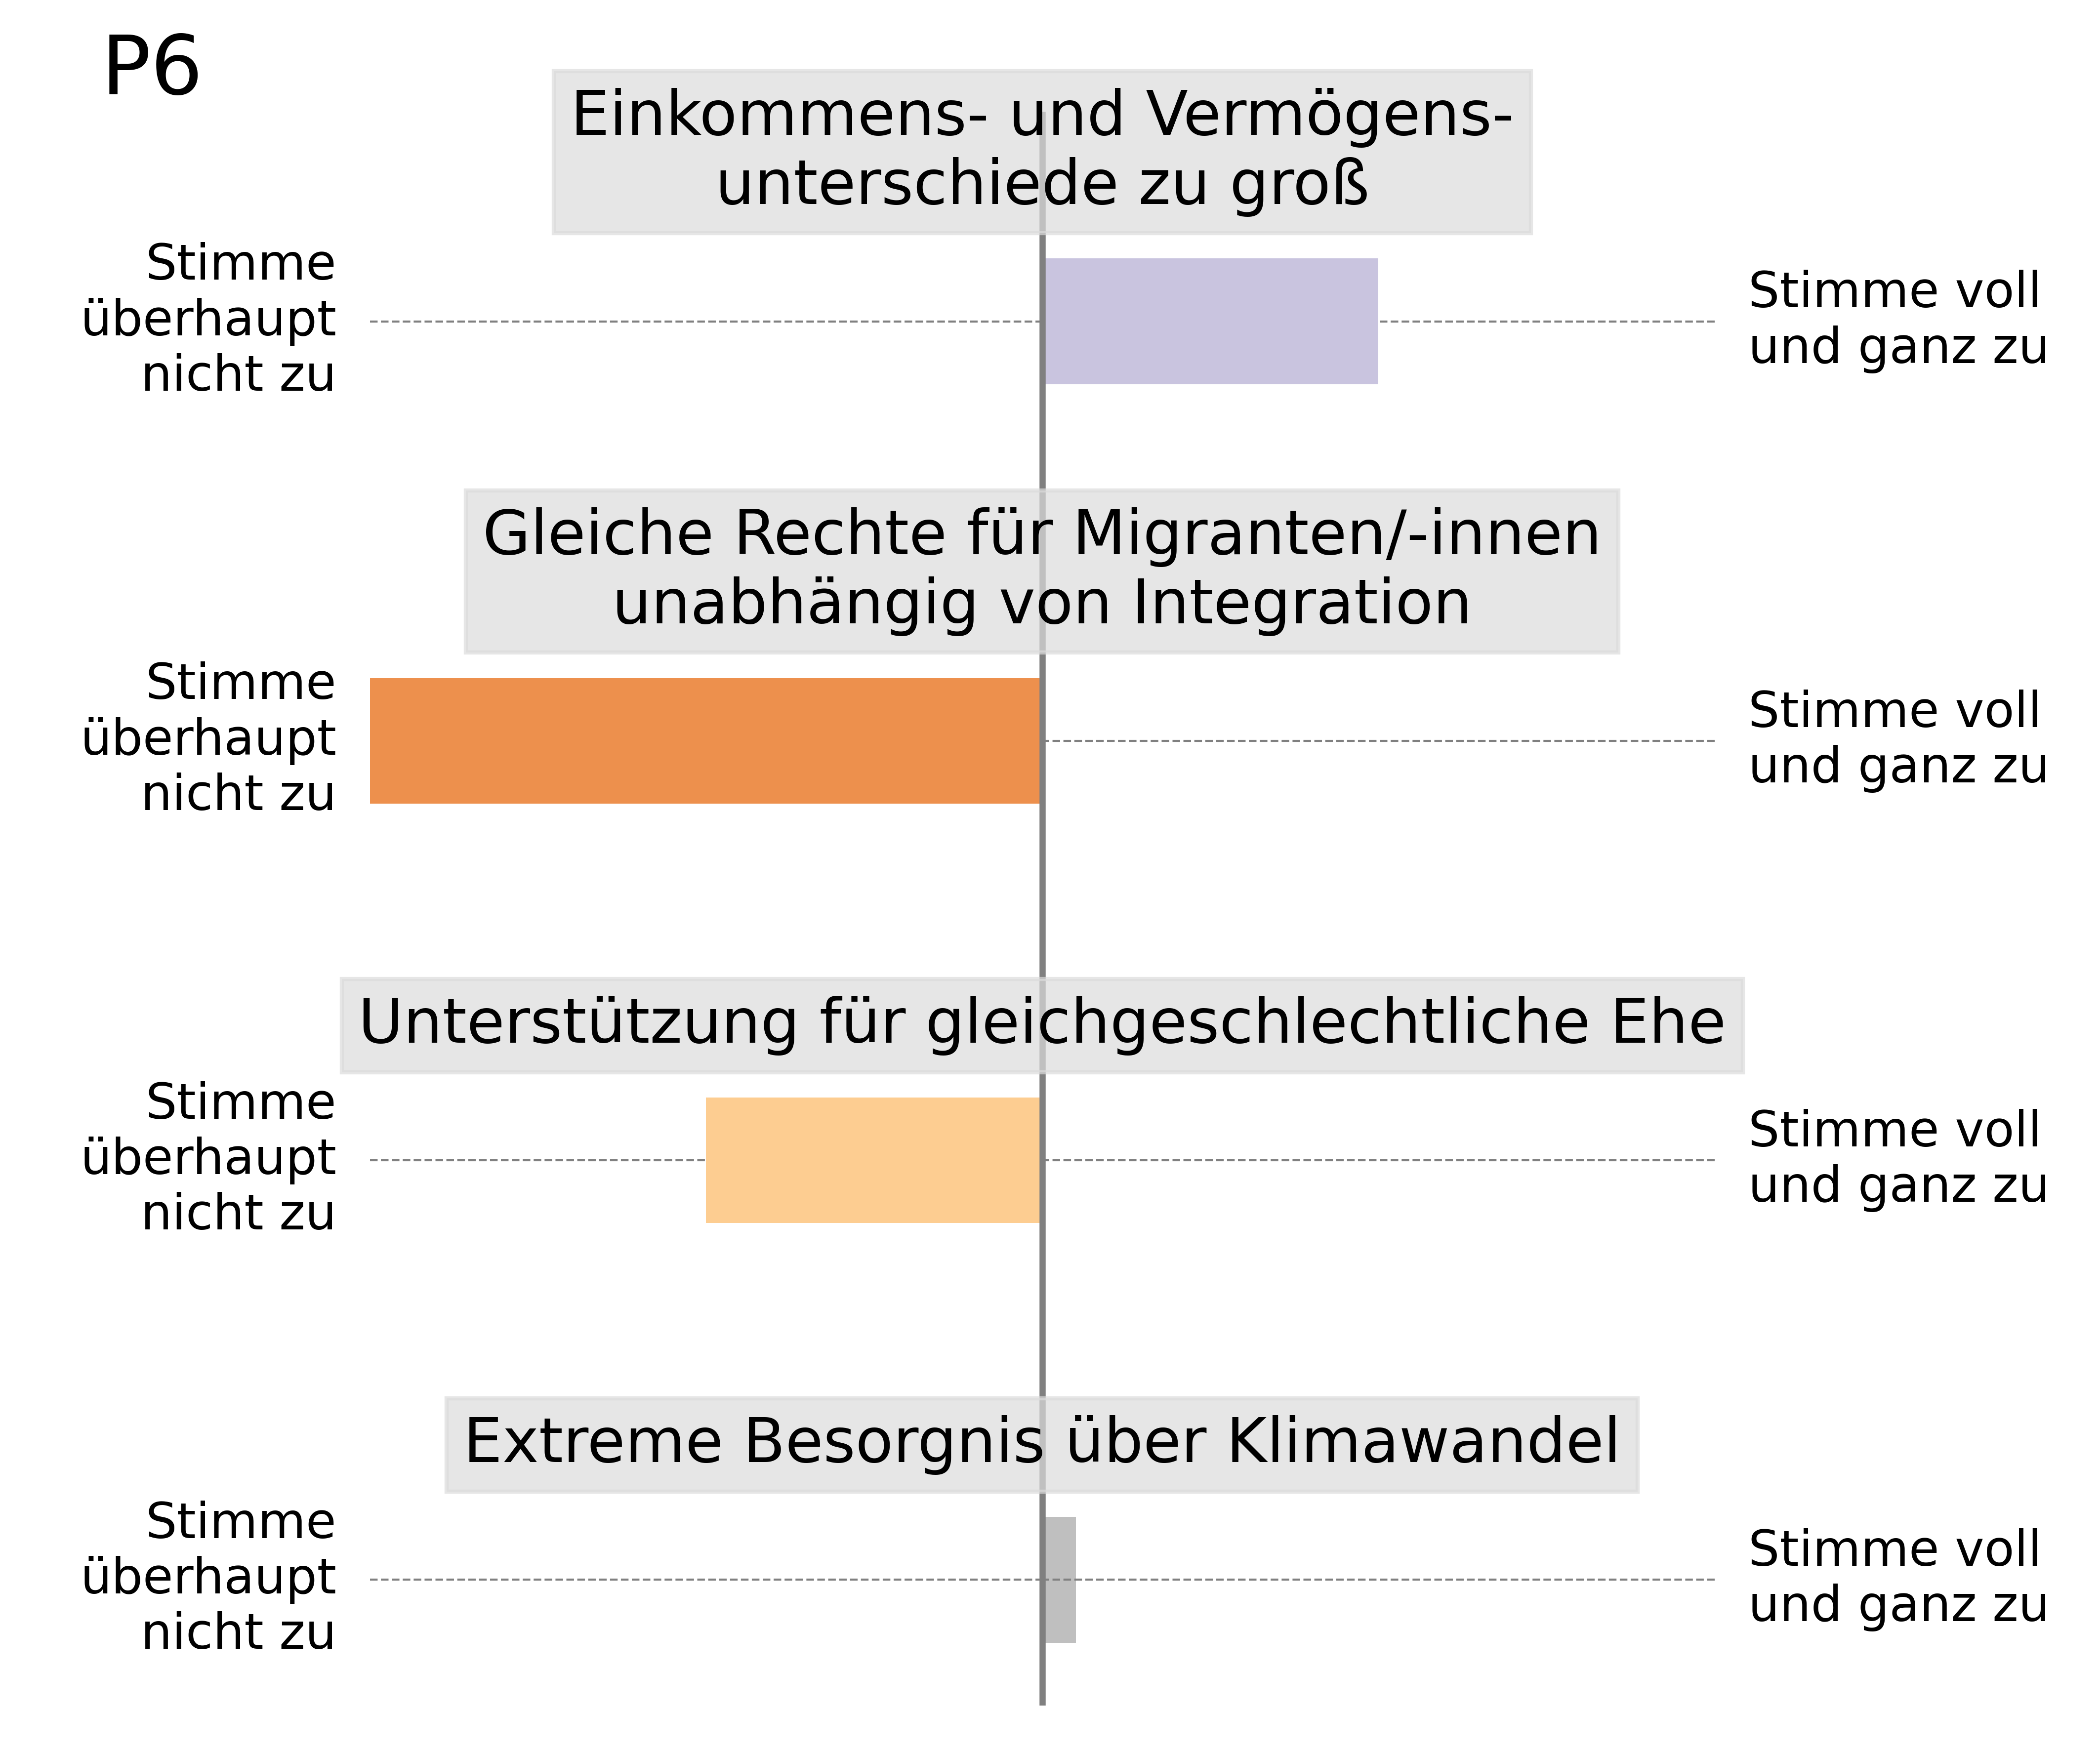 P6
Einkommens- und Vermögens-
unterschiede zu groß
Stimme
überhaupt
nicht zu
Stimme voll
und ganz zu
Gleiche Rechte für Migranten/-innen
unabhängig von Integration
Stimme
überhaupt
nicht zu
Stimme voll
und ganz zu
Unterstützung für gleichgeschlechtliche Ehe
Stimme
überhaupt
nicht zu
Stimme voll
und ganz zu
Extreme Besorgnis über Klimawandel
Stimme
überhaupt
nicht zu
Stimme voll
und ganz zu